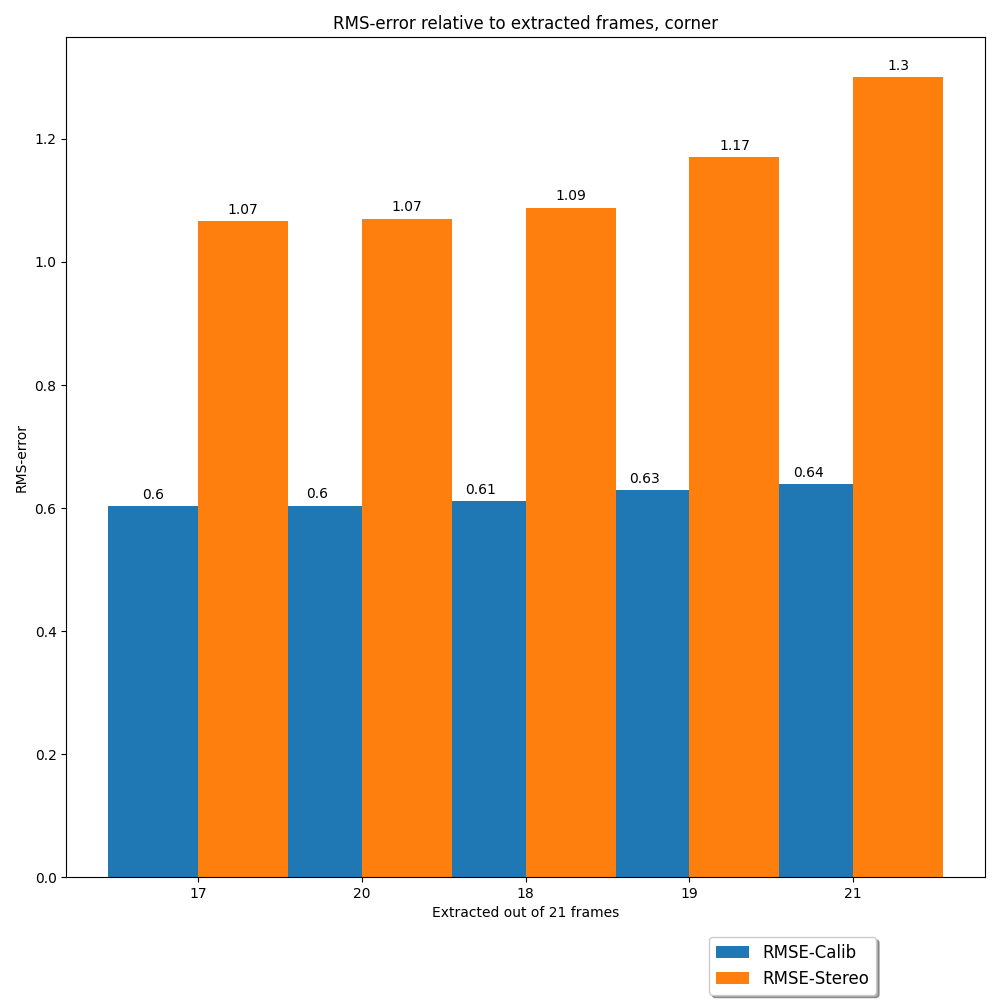 RMS-error relative to extracted frames, corner
1.3
1.2
1.17
1.09
1.07
1.07
1.0
0.8
RMS-error
0.64
0.63
0.61
0.6
0.6
0.6
0.4
0.2
0.0
17 20 18 19 21
Extracted out of 21 frames
RMSE-Calib
RMSE-Stereo